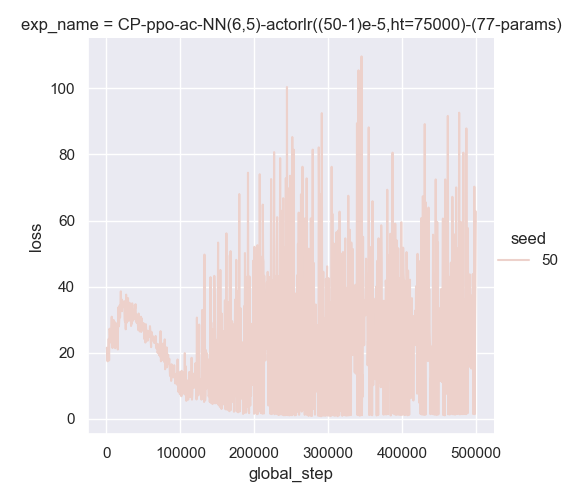 exp_name = CP-ppo-ac-NN(6,5)-actorlr((50-1)e-5,ht=75000)-(77-params)
100
80
60
40
20
0
loss
seed
50
0 100000 200000 300000 400000 500000
global_step